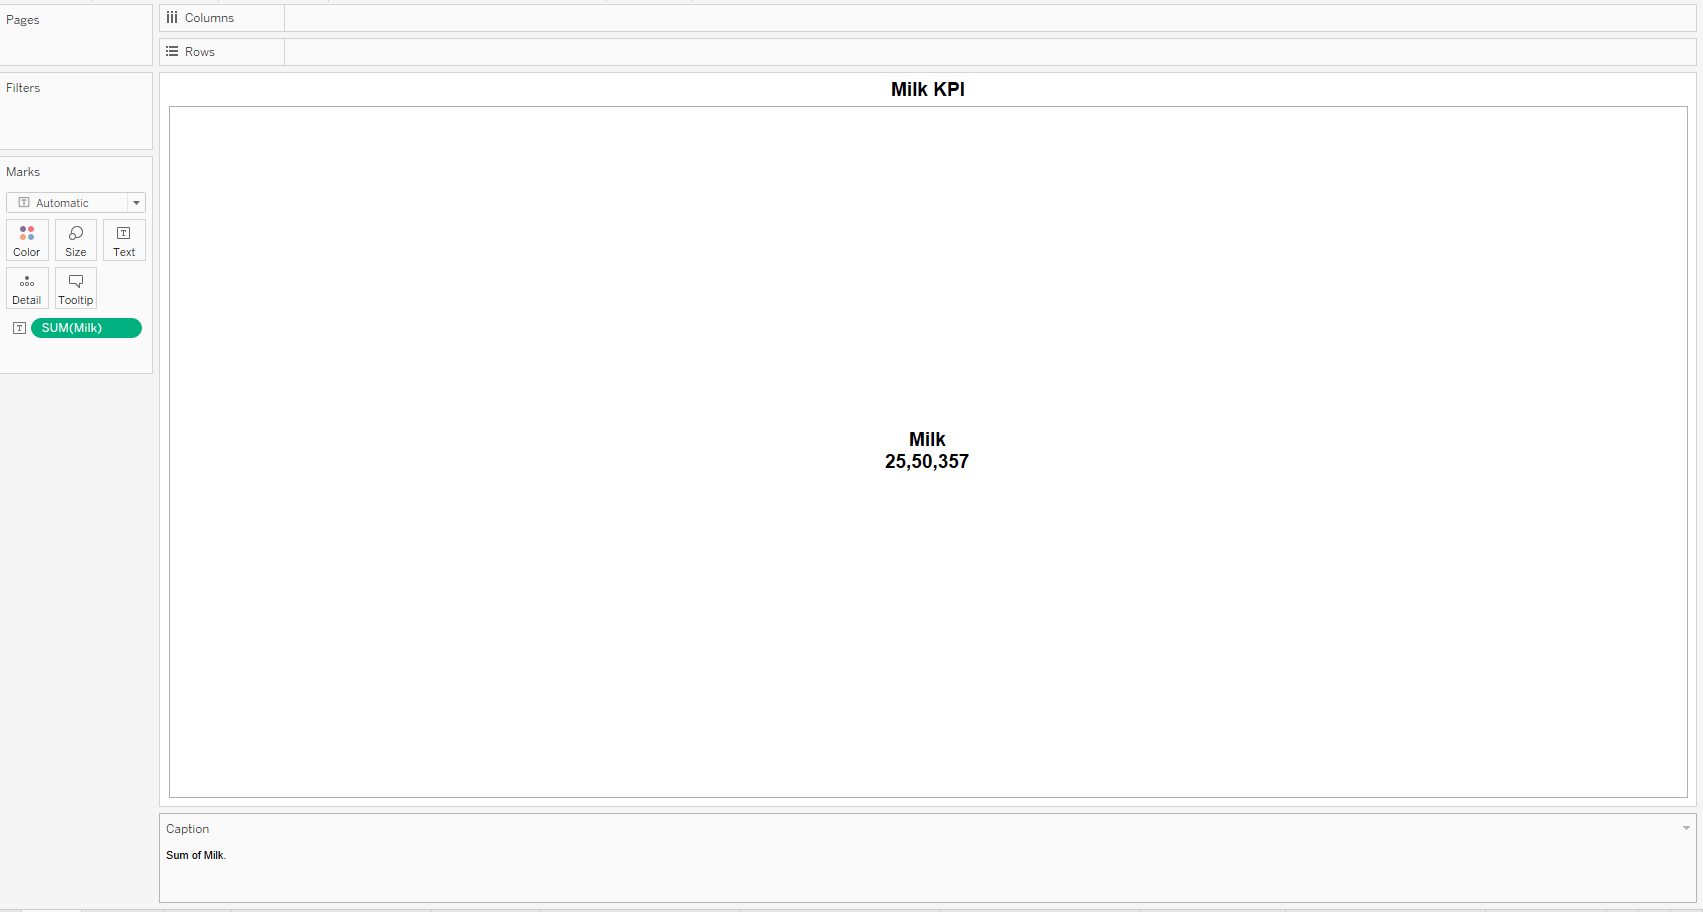 Pages
Columns
Rows
Filters
Marks
Automatic
Color
Size
Text
Detail
Tooltip
SUM(Milk)
Milk KPI
Milk
25,50,357
Caption
Sum of Milk.